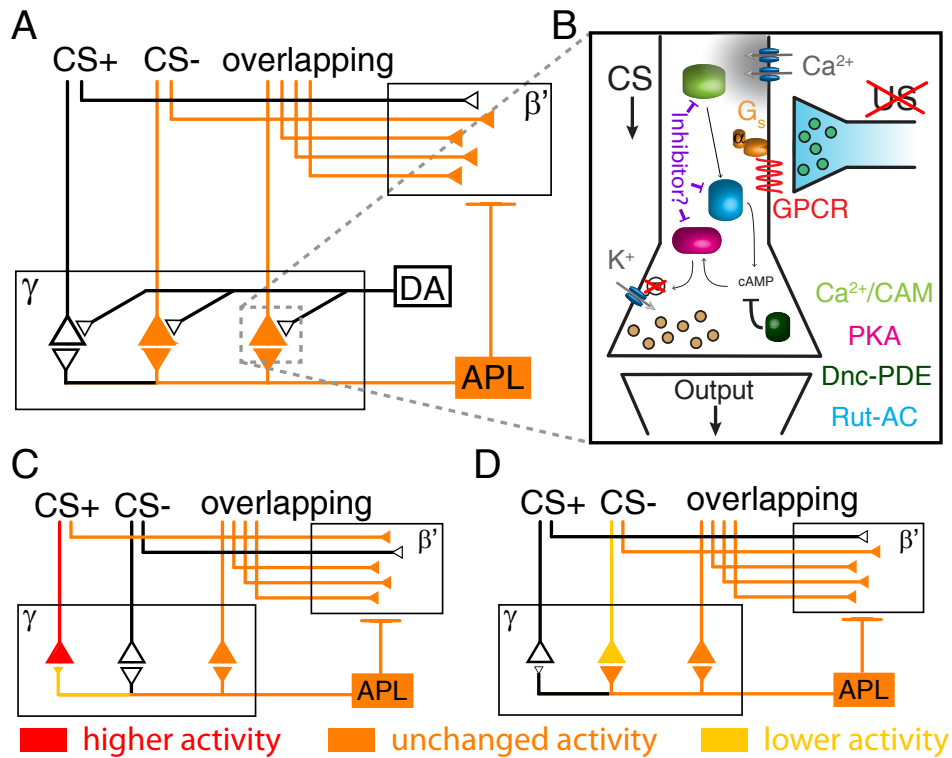 A
CS+ CS- overlapping
β'
γ
DA
APL
B
CS
Ca²⁺
US
Gₛ
α
Inhibitor?
GPCR
K⁺
cAMP
Ca²⁺/CAM
PKA
Dnc-PDE
Rut-AC
Output
C
CS+ CS- overlapping
β'
γ
APL
D
CS+ CS- overlapping
β'
γ
APL
higher activity unchanged activity lower activity